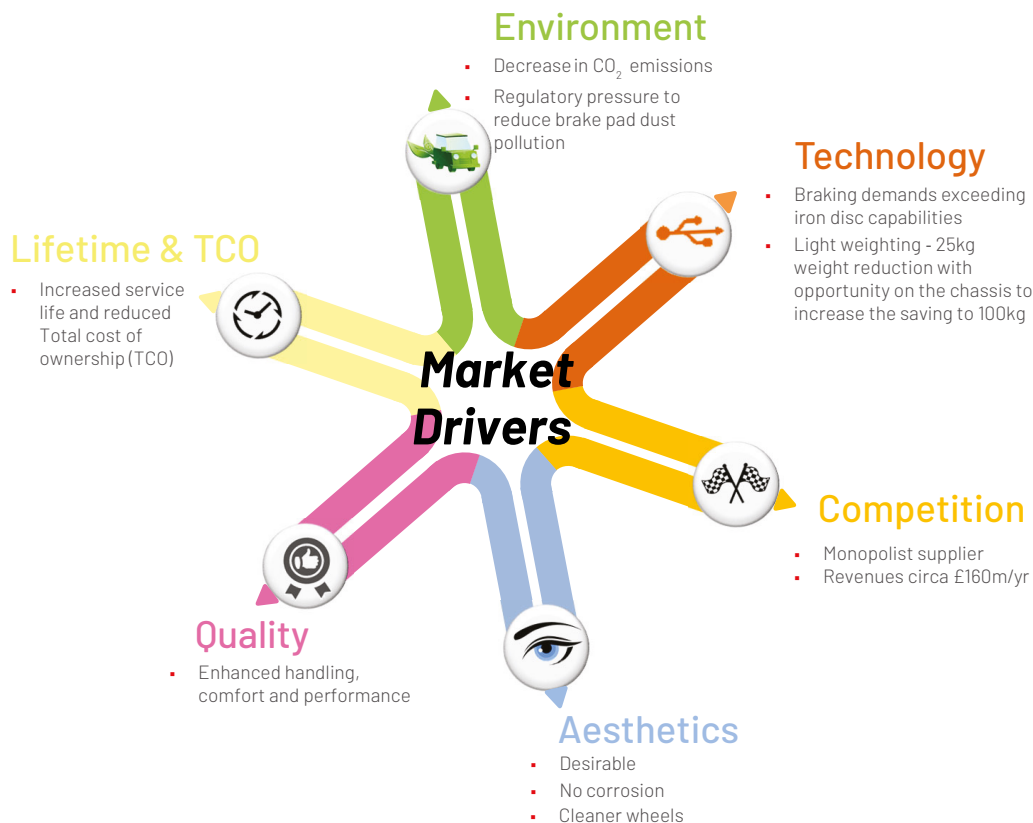 Environment
▪ Decrease in CO₂ emissions
▪ Regulatory pressure to
reduce brake pad dust
pollution
Technology
▪ Braking demands exceeding
iron disc capabilities
▪ Light weighting - 25kg
weight reduction with
opportunity on the chassis to
increase the saving to 100kg
Lifetime & TCO
▪ Increased service
life and reduced
Total cost of
ownership (TCO)
Market
Drivers
Competition
▪ Monopolist supplier
▪ Revenues circa £160m/yr
Quality
▪ Enhanced handling,
comfort and performance
Aesthetics
▪ Desirable
▪ No corrosion
▪ Cleaner wheels